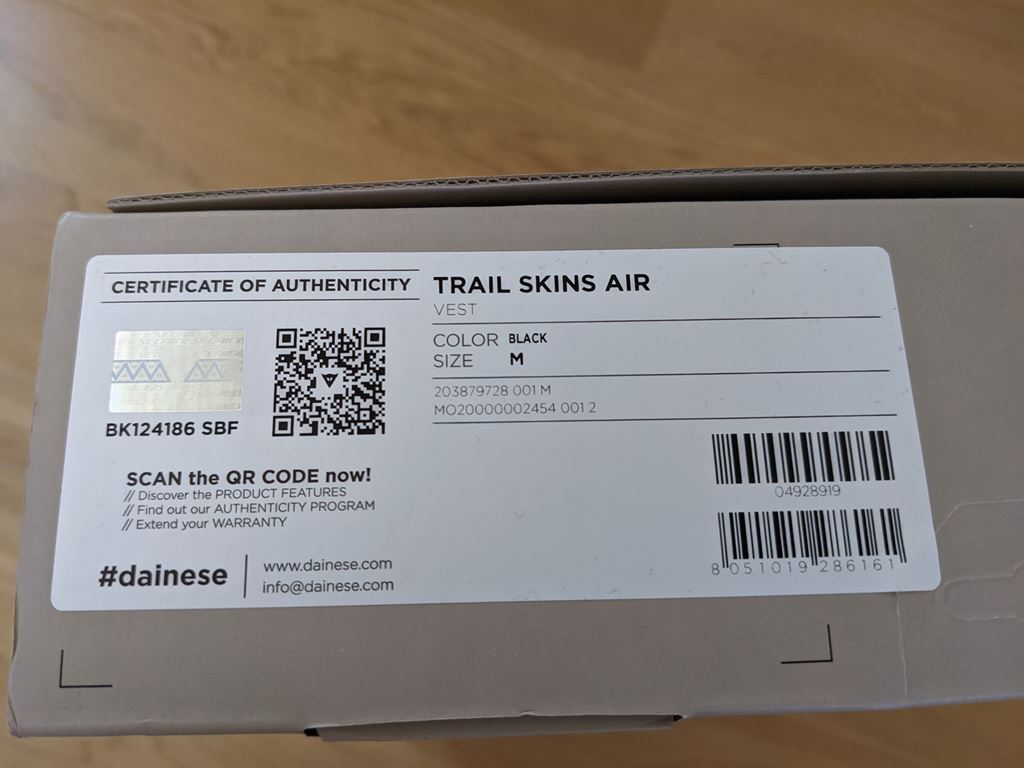 CERTIFICATE OF AUTHENTICITY
BK124186 SBF
SCAN the QR CODE now!
// Discover the PRODUCT FEATURES
// Find out our AUTHENTICITY PROGRAM
// Extend your WARRANTY
#dainese
www.dainese.com
info@dainese.com
TRAIL SKINS AIR
VEST
COLOR BLACK
SIZE M
203879728 001 M
MO20000002454 001 2
04928919
8 051019 286161